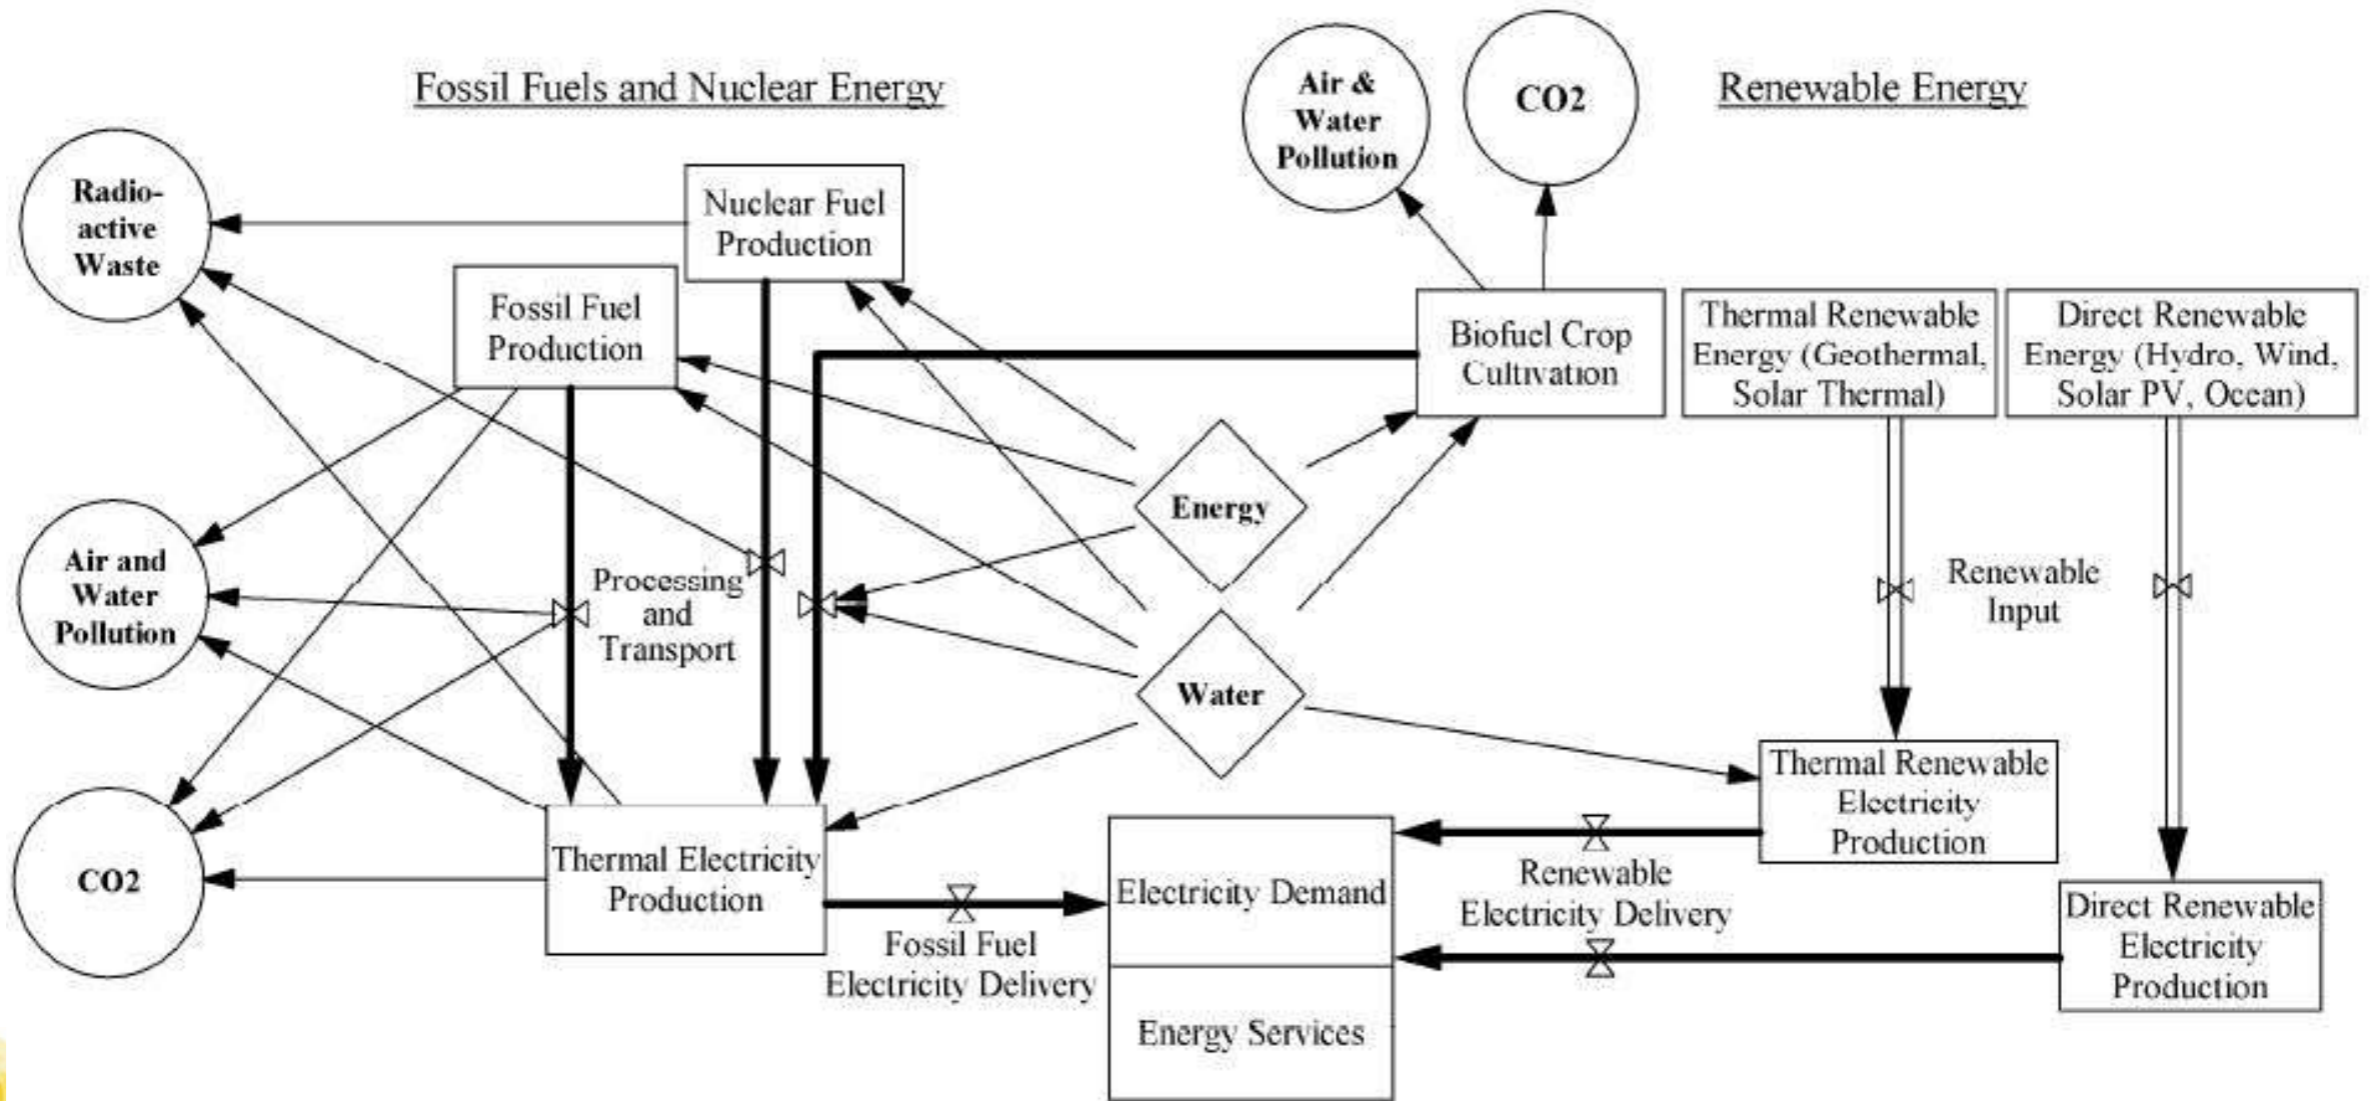 Fossil Fuels and Nuclear Energy
Renewable Energy
Air &
Water
Pollution
CO2
Radio-
active
Waste
Nuclear Fuel
Production
Fossil Fuel
Production
Biofuel Crop
Cultivation
Thermal Renewable
Energy (Geothermal,
Solar Thermal)
Direct Renewable
Energy (Hydro, Wind,
Solar PV, Ocean)
Energy
Air and
Water
Pollution
Processing
and
Transport
Renewable
Input
Water
CO2
Thermal Electricity
Production
Fossil Fuel
Electricity Delivery
Electricity Demand
Energy Services
Renewable
Electricity Delivery
Thermal Renewable
Electricity
Production
Direct Renewable
Electricity
Production